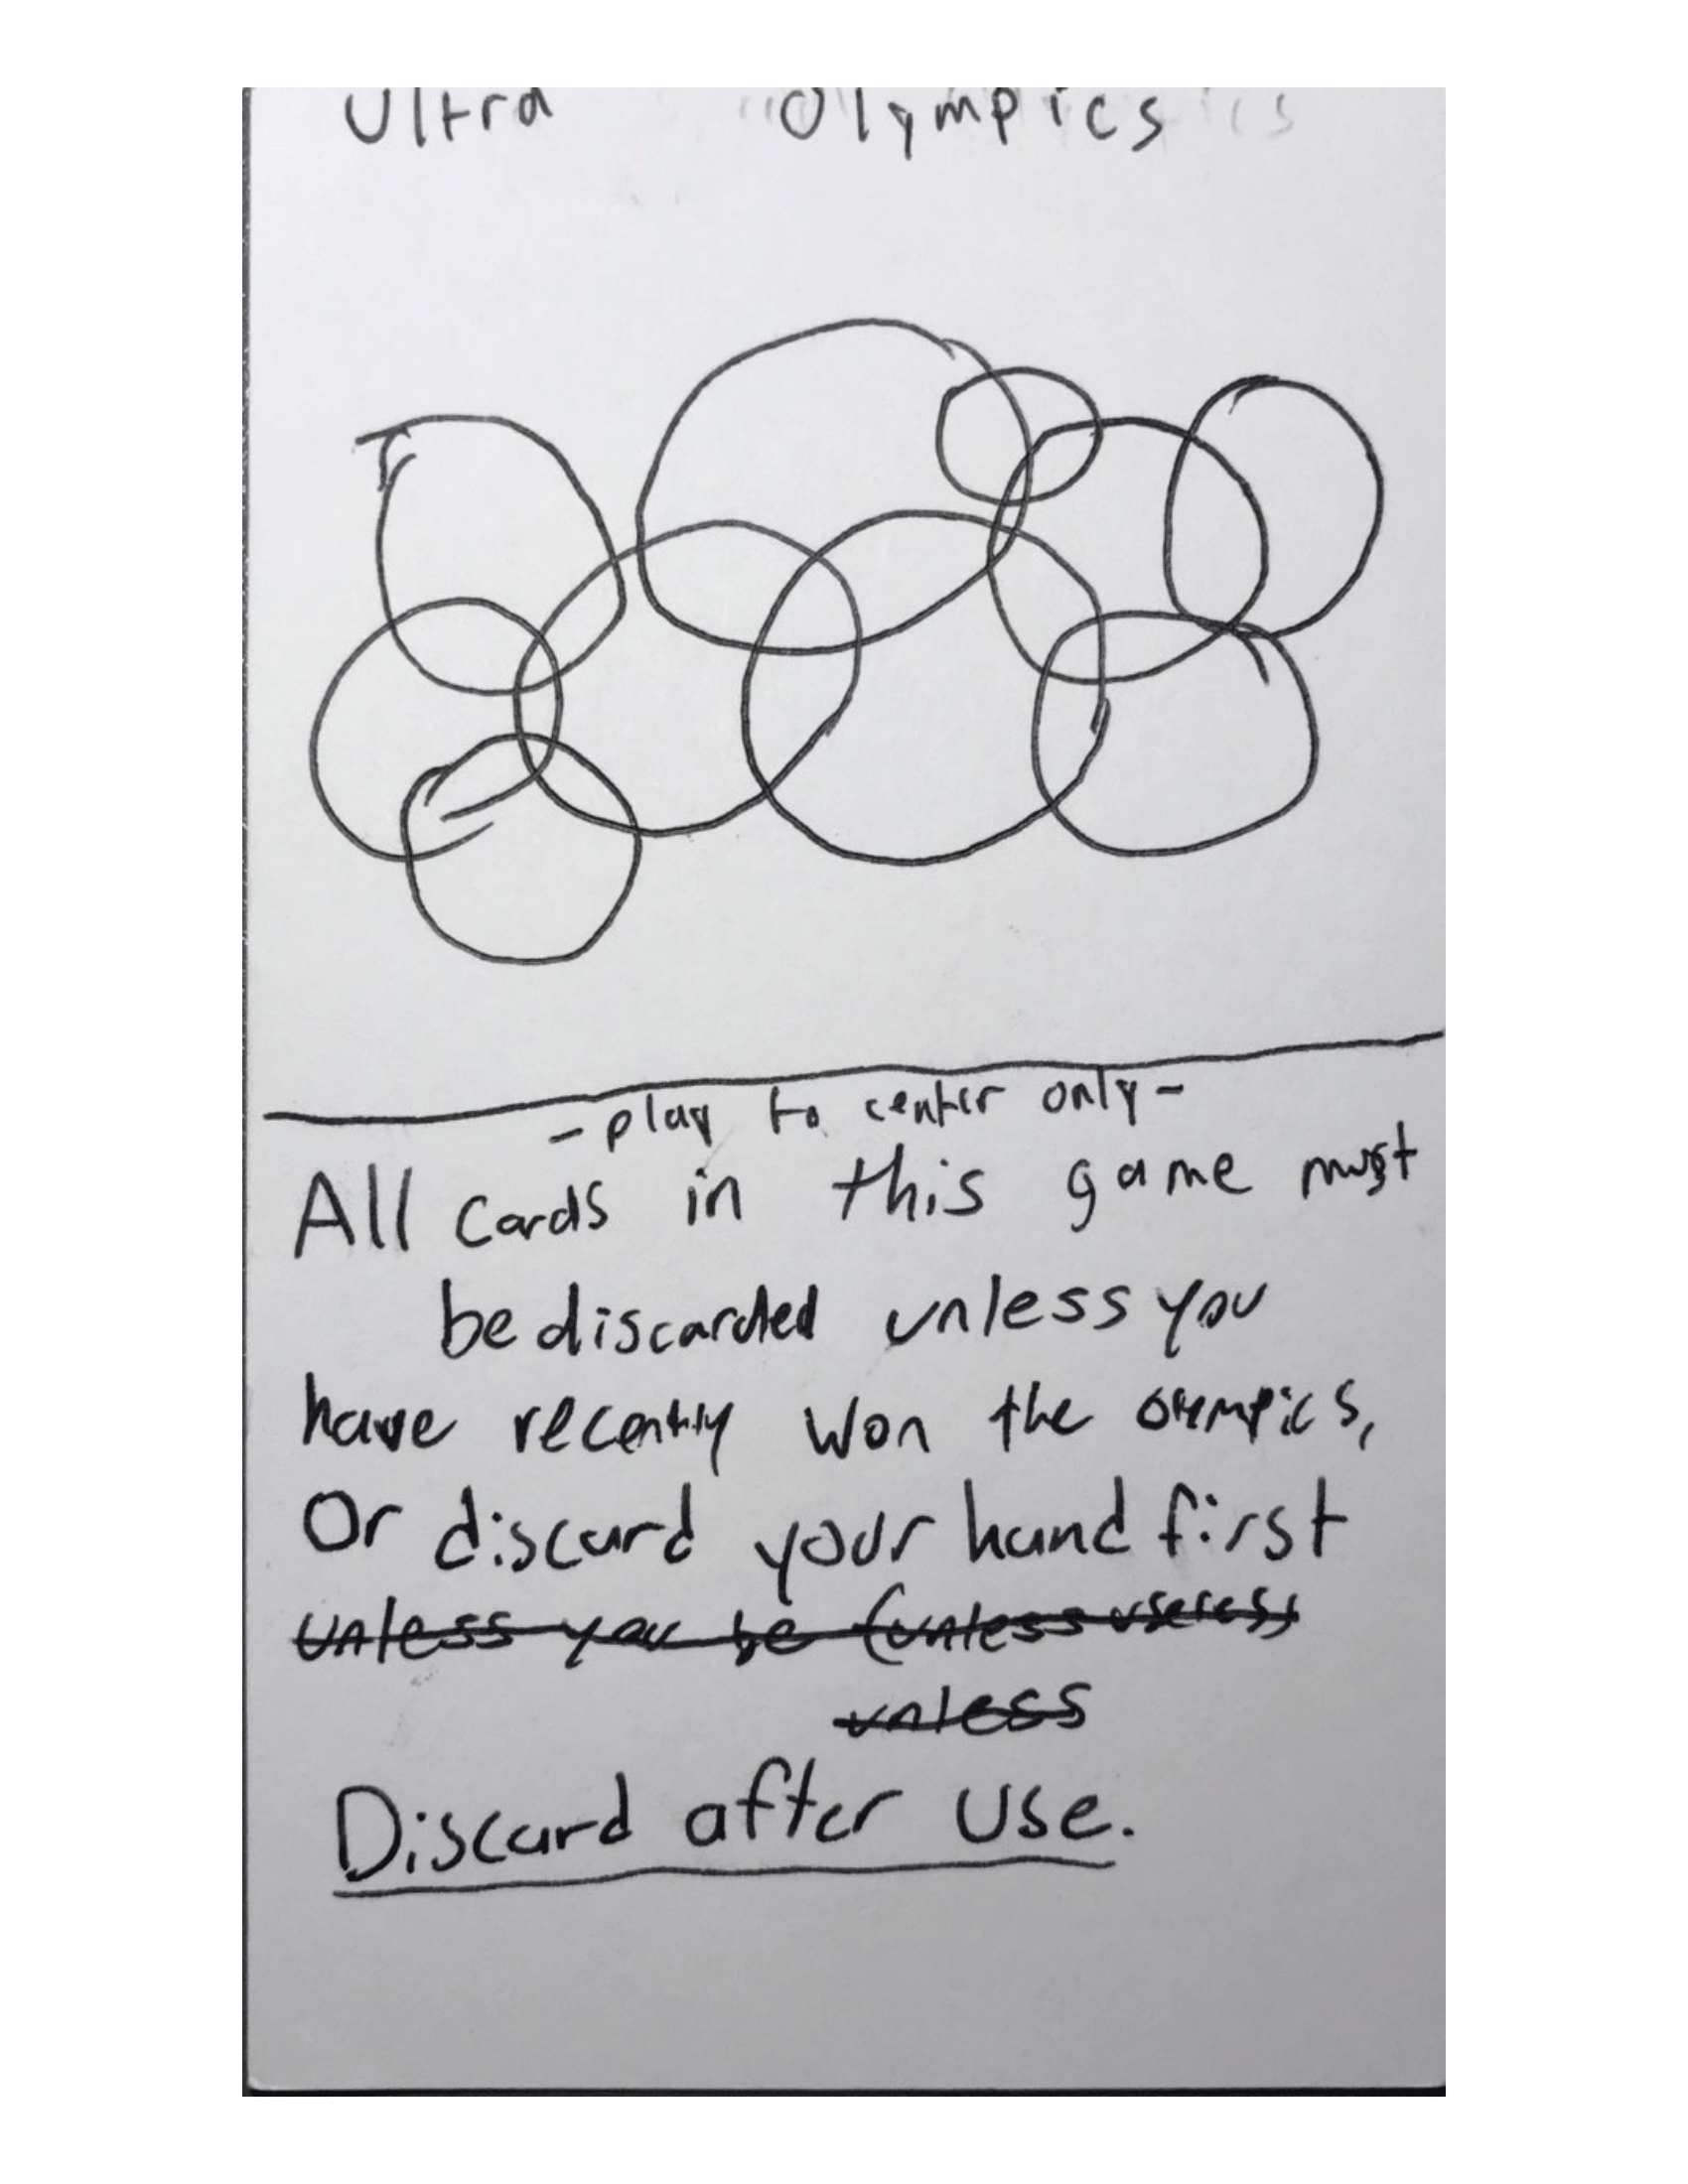 Ultra Olympics
- play to center only -
All cards in this game must
be discarded unless you
have recently won the olympics,
Or discard your hand first
unless you be (unless useless
unless
Discard after use.